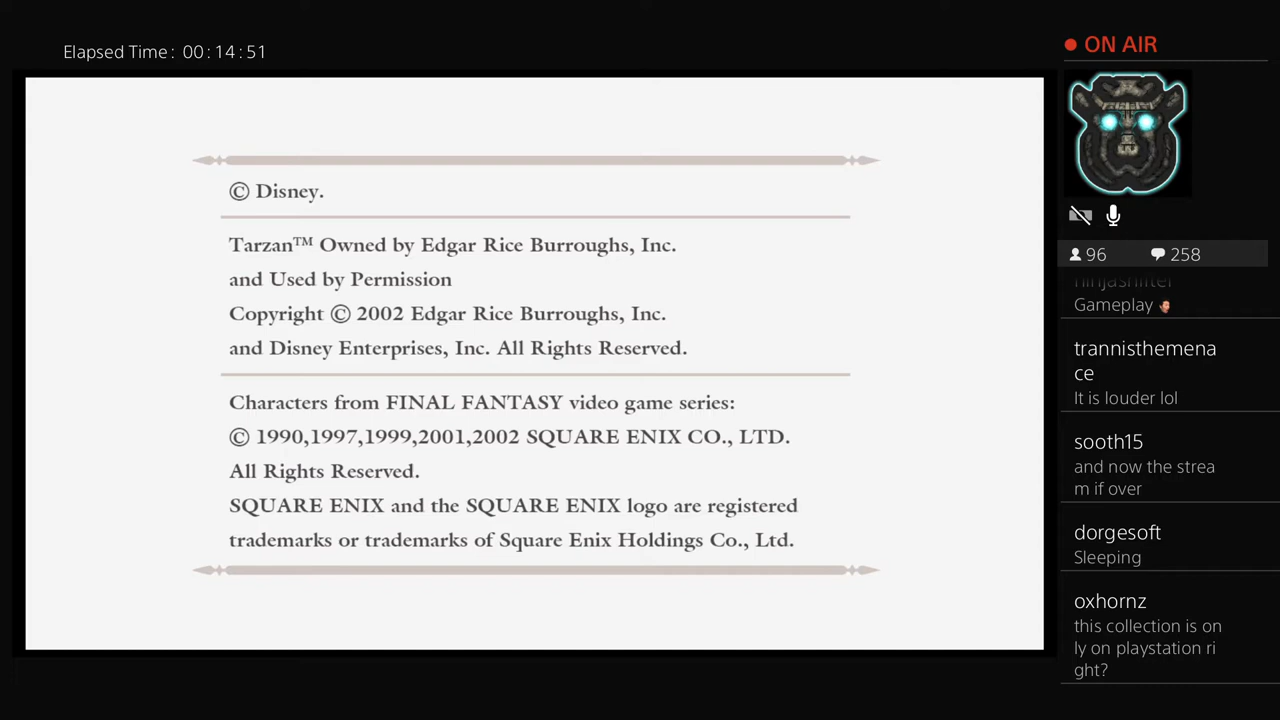 Elapsed Time: 00:14:51
ON AIR
© Disney.
Tarzan™ Owned by Edgar Rice Burroughs, Inc.
and Used by Permission
Copyright © 2002 Edgar Rice Burroughs, Inc.
and Disney Enterprises, Inc. All Rights Reserved.
Characters from FINAL FANTASY video game series:
© 1990,1997,1999,2001,2002 SQUARE ENIX CO., LTD.
All Rights Reserved.
SQUARE ENIX and the SQUARE ENIX logo are registered
trademarks or trademarks of Square Enix Holdings Co., Ltd.
96 258
Gameplay
trannisthemena
ce
It is louder lol
sooth15
and now the strea
m if over
dorgesoft
Sleeping
oxhornz
this collection is on
ly on playstation ri
ght?